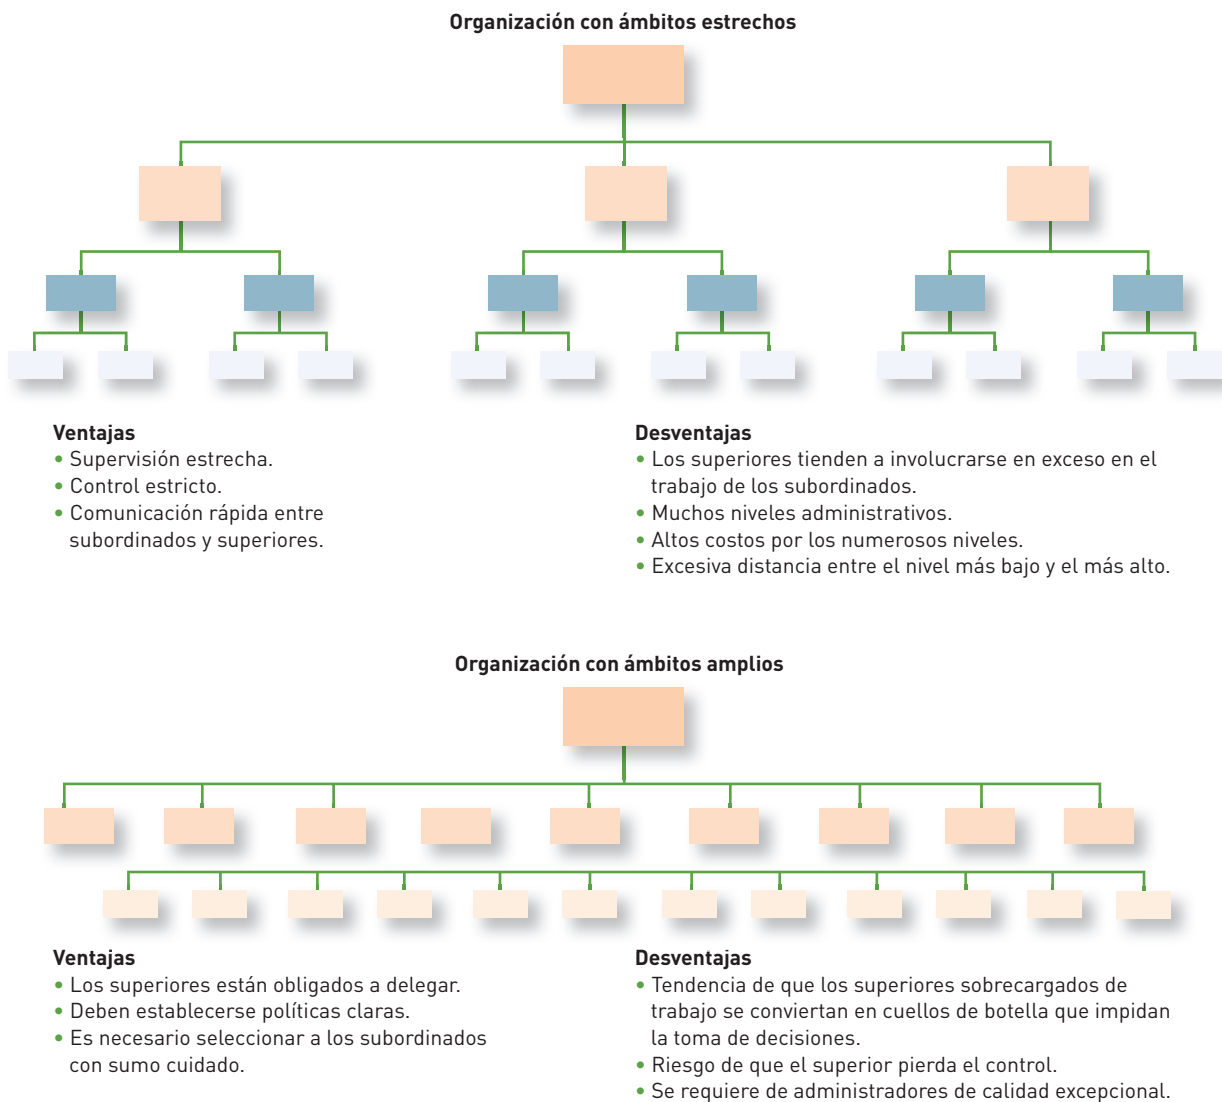 Organización con ámbitos estrechos
Ventajas
• Supervisión estrecha.
• Control estricto.
• Comunicación rápida entre
subordinados y superiores.
Desventajas
• Los superiores tienden a involucrarse en exceso en el
trabajo de los subordinados.
• Muchos niveles administrativos.
• Altos costos por los numerosos niveles.
• Excesiva distancia entre el nivel más bajo y el más alto.
Organización con ámbitos amplios
Ventajas
• Los superiores están obligados a delegar.
• Deben establecerse políticas claras.
• Es necesario seleccionar a los subordinados
con sumo cuidado.
Desventajas
• Tendencia de que los superiores sobrecargados de
trabajo se conviertan en cuellos de botella que impidan
la toma de decisiones.
• Riesgo de que el superior pierda el control.
• Se requiere de administradores de calidad excepcional.